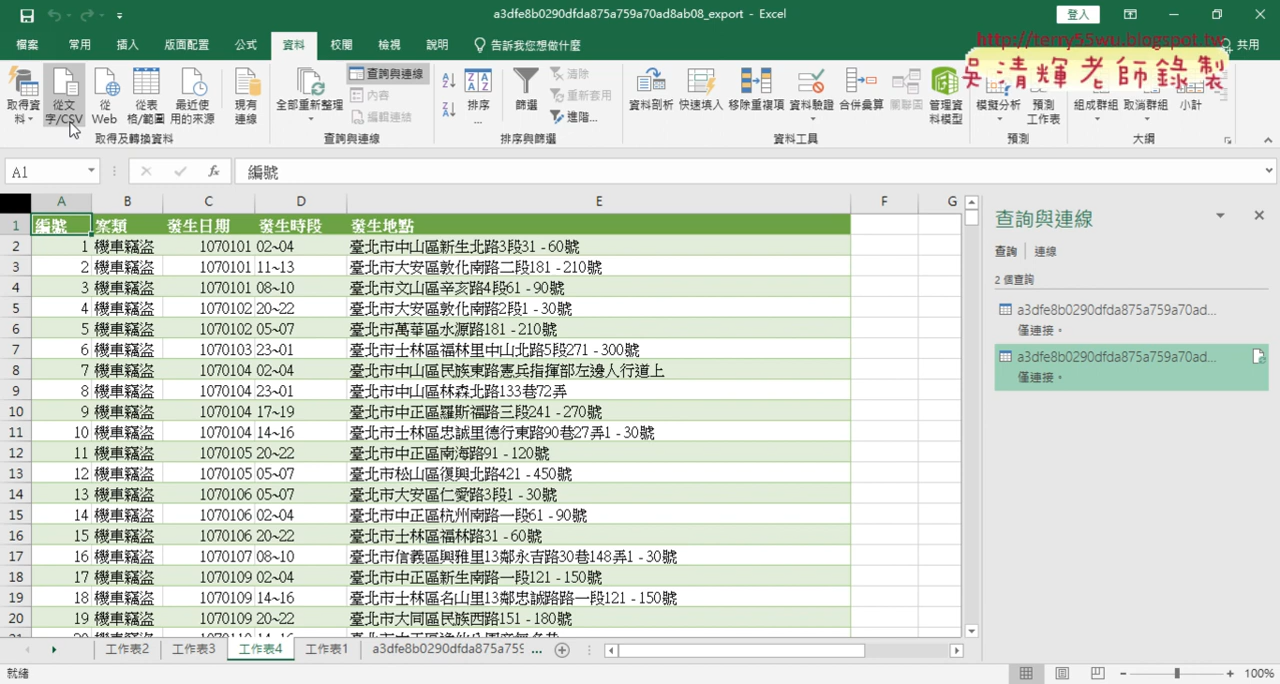 a3dfe8b0290dfda875a759a70ad8ab08_export - Excel
登入
檔案 常用 插入 版面配置 公式 資料 校閱 檢視 說明 告訴我您想做什麼 共用
http://terry55wu.blogspot.tw
吳清輝老師錄製
取得資料 從文字/CSV 從Web 從表格/範圍 最近使用的來源 現有連線
取得及轉換資料
全部重新整理 查詢與連線 內容 編輯連結
查詢與連線
排序... 篩選 清除 重新套用 進階...
排序與篩選
資料剖析 快速填入 移除重複項 資料驗證 合併彙算 關聯圖 管理資料模型
資料工具
模擬分析 預測工作表
預測
組成群組 取消群組 小計
大綱
A1 fx 編號
A B C D E F G
1 編號 案類 發生日期 發生時段 發生地點
2 1 機車竊盜 1070101 02~04 臺北市中山區新生北路3段31 - 60號
3 2 機車竊盜 1070101 11~13 臺北市大安區敦化南路二段181 - 210號
4 3 機車竊盜 1070101 08~10 臺北市文山區辛亥路4段61 - 90號
5 4 機車竊盜 1070102 20~22 臺北市大安區敦化南路2段1 - 30號
6 5 機車竊盜 1070102 05~07 臺北市萬華區水源路181 - 210號
7 6 機車竊盜 1070103 23~01 臺北市士林區福林里中山北路5段271 - 300號
8 7 機車竊盜 1070104 02~04 臺北市中山區民族東路憲兵指揮部左邊人行道上
9 8 機車竊盜 1070104 23~01 臺北市中山區林森北路133巷72弄
10 9 機車竊盜 1070104 17~19 臺北市中正區羅斯福路三段241 - 270號
11 10 機車竊盜 1070104 14~16 臺北市士林區忠誠里德行東路90巷27弄1 - 30號
12 11 機車竊盜 1070105 20~22 臺北市中正區南海路91 - 120號
13 12 機車竊盜 1070105 05~07 臺北市松山區復興北路421 - 450號
14 13 機車竊盜 1070106 05~07 臺北市大安區仁愛路3段1 - 30號
15 14 機車竊盜 1070106 02~04 臺北市中正區杭州南路一段61 - 90號
16 15 機車竊盜 1070106 20~22 臺北市士林區福林路31 - 60號
17 16 機車竊盜 1070107 08~10 臺北市信義區興雅里13鄰永吉路30巷148弄1 - 30號
18 17 機車竊盜 1070109 02~04 臺北市中正區新生南路一段121 - 150號
19 18 機車竊盜 1070109 14~16 臺北市士林區名山里13鄰忠誠路路一段121 - 150號
20 19 機車竊盜 1070109 20~22 臺北市大同區民族西路151 - 180號
查詢與連線
查詢 連線
2 個查詢
a3dfe8b0290dfda875a759a70ad...
僅連接。
a3dfe8b0290dfda875a759a70ad...
僅連接。
工作表2 工作表3 工作表4 工作表1 a3dfe8b0290dfda875a759 ...
就緒 100%